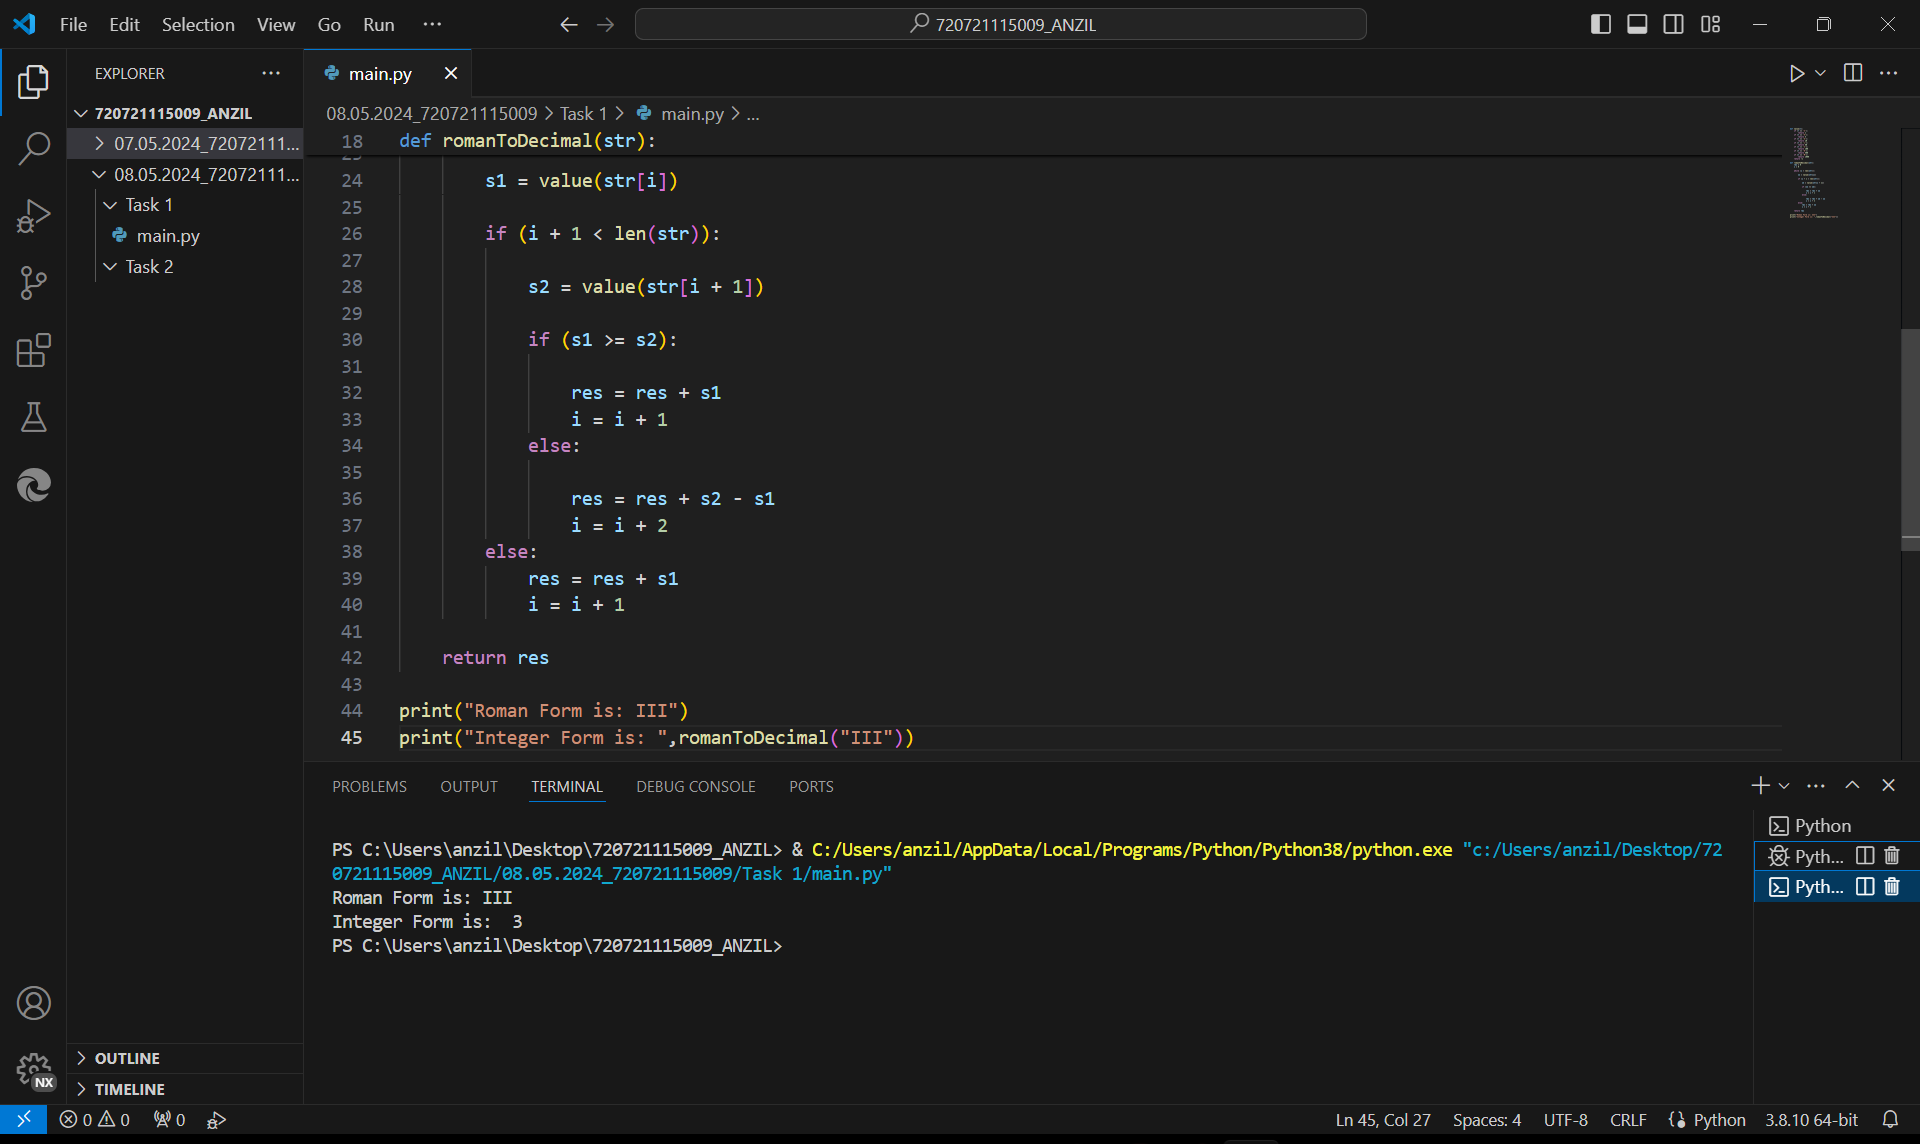 File Edit Selection View Go Run ···
720721115009_ANZIL
EXPLORER
main.py
720721115009_ANZIL
07.05.2024_72072111...
08.05.2024_72072111...
Task 1
main.py
Task 2
OUTLINE
TIMELINE
NX
08.05.2024_720721115009 > Task 1 > main.py > ...
18 def romanToDecimal(str):
24 s1 = value(str[i])
25
26 if (i + 1 < len(str)):
27
28 s2 = value(str[i + 1])
29
30 if (s1 >= s2):
31
32 res = res + s1
33 i = i + 1
34 else:
35
36 res = res + s2 - s1
37 i = i + 2
38 else:
39 res = res + s1
40 i = i + 1
41
42 return res
43
44 print("Roman Form is: III")
45 print("Integer Form is: ",romanToDecimal("III"))
PROBLEMS OUTPUT TERMINAL DEBUG CONSOLE PORTS
PS C:\Users\anzil\Desktop\720721115009_ANZIL> & C:/Users/anzil/AppData/Local/Programs/Python/Python38/python.exe "c:/Users/anzil/Desktop/72
0721115009_ANZIL/08.05.2024_720721115009/Task 1/main.py"
Roman Form is: III
Integer Form is:  3
PS C:\Users\anzil\Desktop\720721115009_ANZIL>
Python
Pyth...
Pyth...
0 0 0
Ln 45, Col 27 Spaces: 4 UTF-8 CRLF Python 3.8.10 64-bit